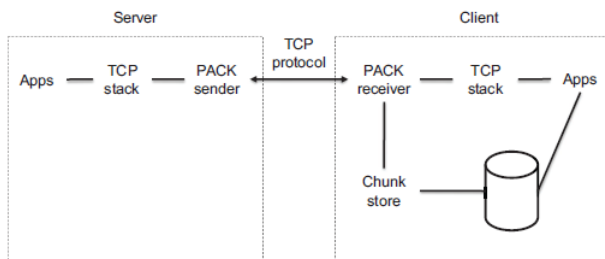 Server
Client
TCP
protocol
Apps
TCP
stack
PACK
sender
PACK
receiver
TCP
stack
Apps
Chunk
store